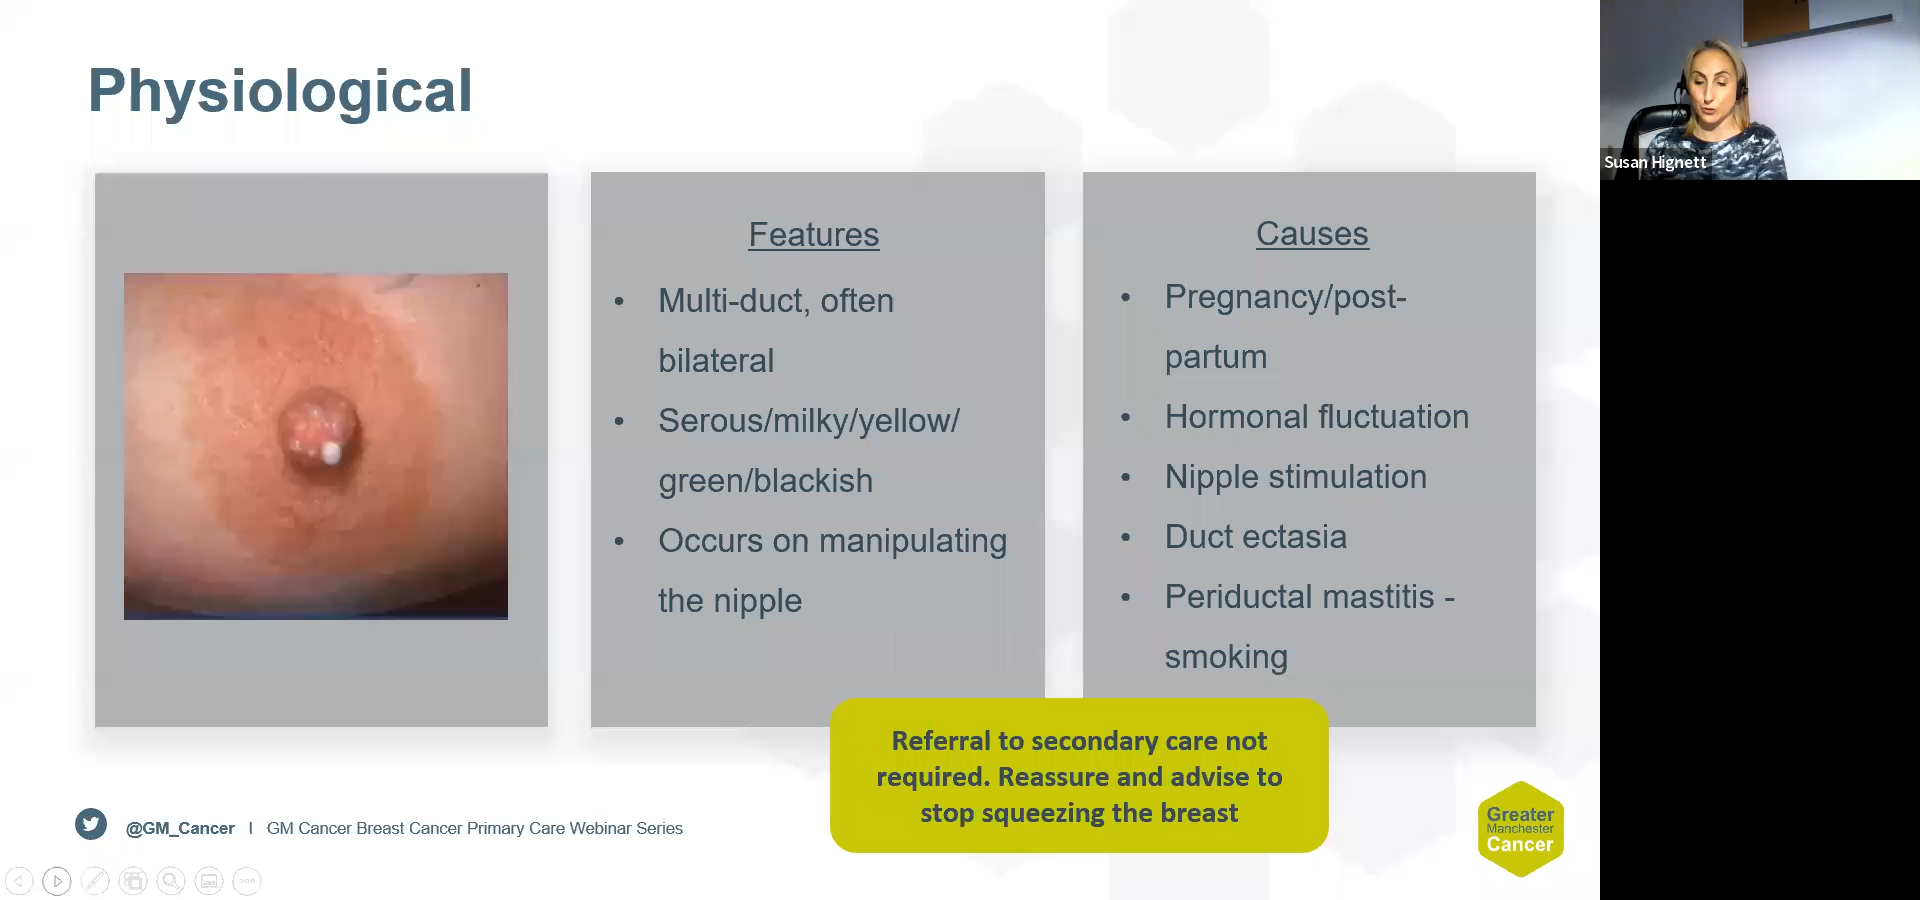 Physiological
Features
• Multi-duct, often
bilateral
• Serous/milky/yellow/
green/blackish
• Occurs on manipulating
the nipple
Causes
• Pregnancy/post-
partum
• Hormonal fluctuation
• Nipple stimulation
• Duct ectasia
• Periductal mastitis -
smoking
Referral to secondary care not
required. Reassure and advise to
stop squeezing the breast
@GM_Cancer | GM Cancer Breast Cancer Primary Care Webinar Series
Greater
Manchester
Cancer
Susan Hignett